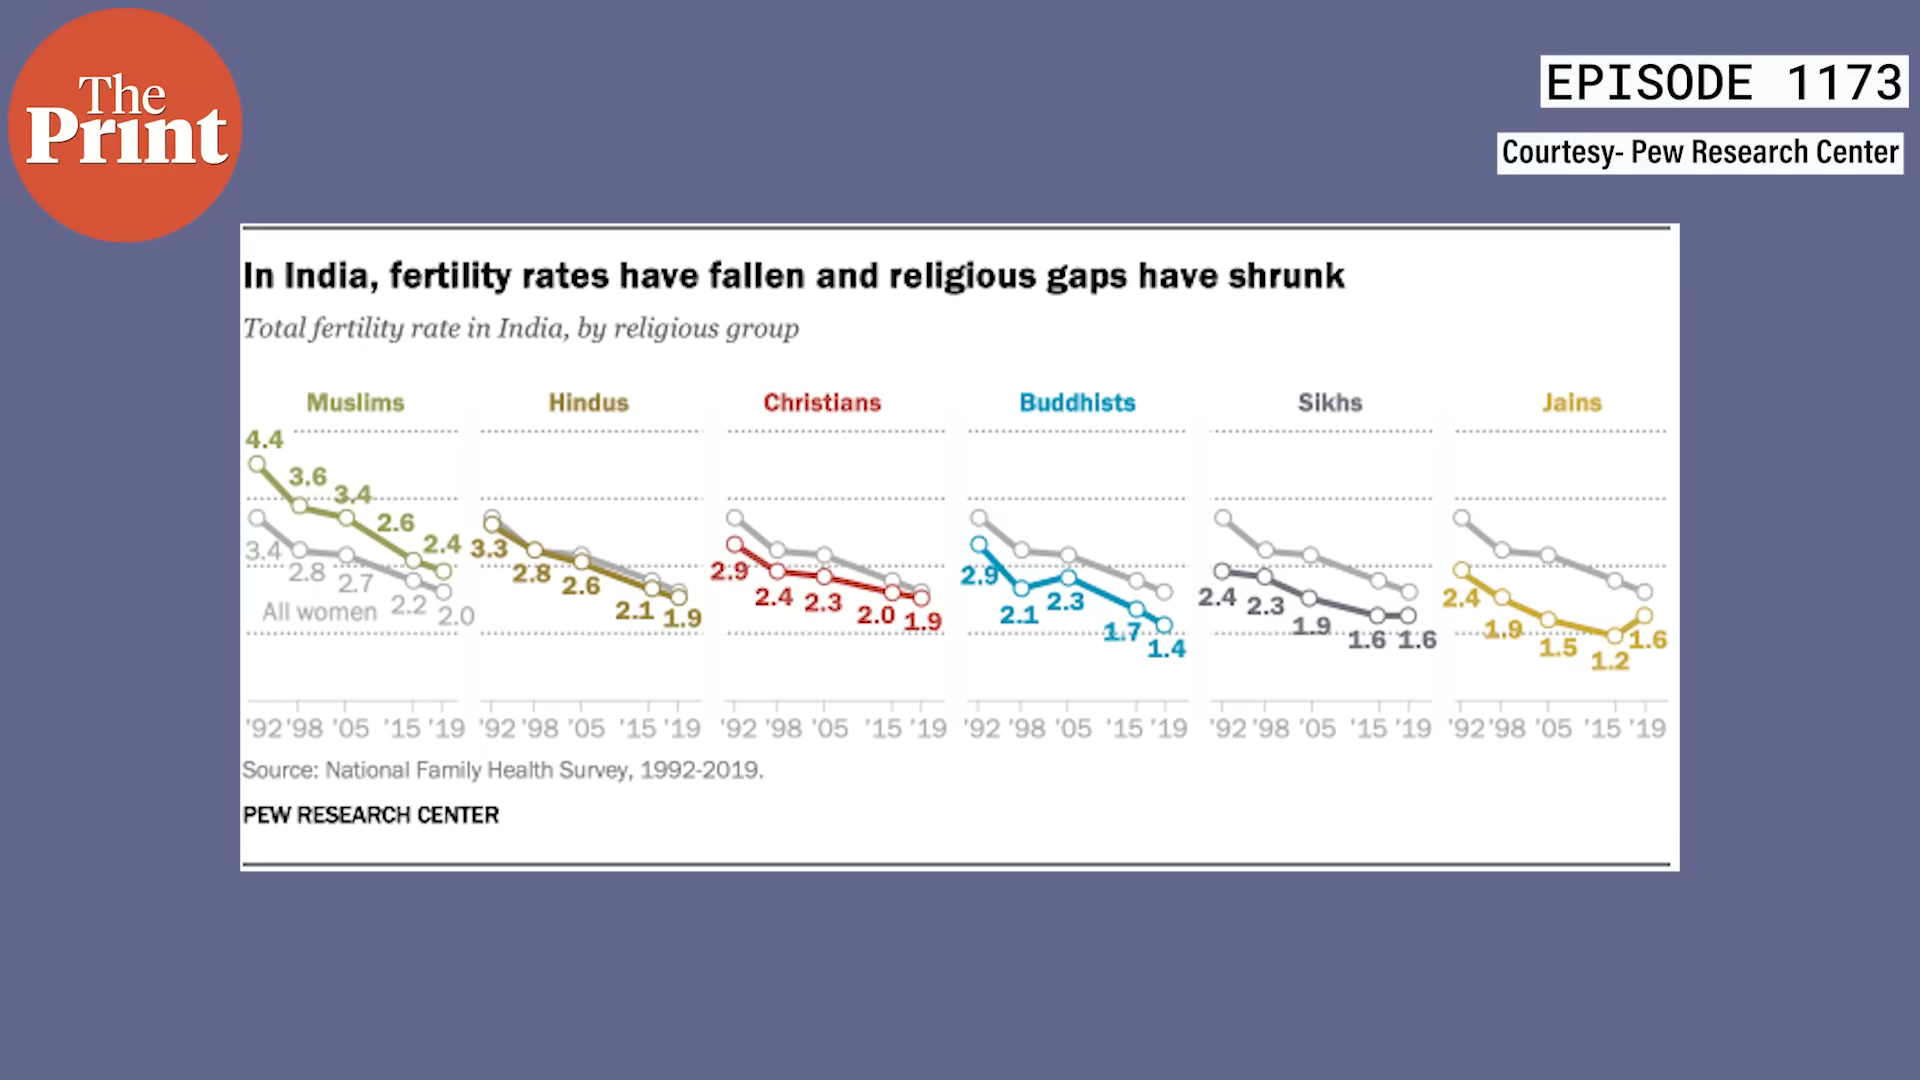 The
Print
EPISODE 1173
Courtesy- Pew Research Center
In India, fertility rates have fallen and religious gaps have shrunk
Total fertility rate in India, by religious group
Muslims
4.4
3.6
3.4
2.6
2.4
3.4
2.8
2.7
2.2
2.0
All women
'92 '98 '05 '15 '19
Hindus
3.3
2.8
2.6
2.1
1.9
'92 '98 '05 '15 '19
Christians
2.9
2.4
2.3
2.0
1.9
'92 '98 '05 '15 '19
Buddhists
2.9
2.1
2.3
1.7
1.4
'92 '98 '05 '15 '19
Sikhs
2.4
2.3
1.9
1.6
1.6
'92 '98 '05 '15 '19
Jains
2.4
1.9
1.5
1.2
1.6
'92 '98 '05 '15 '19
Source: National Family Health Survey, 1992-2019.
PEW RESEARCH CENTER